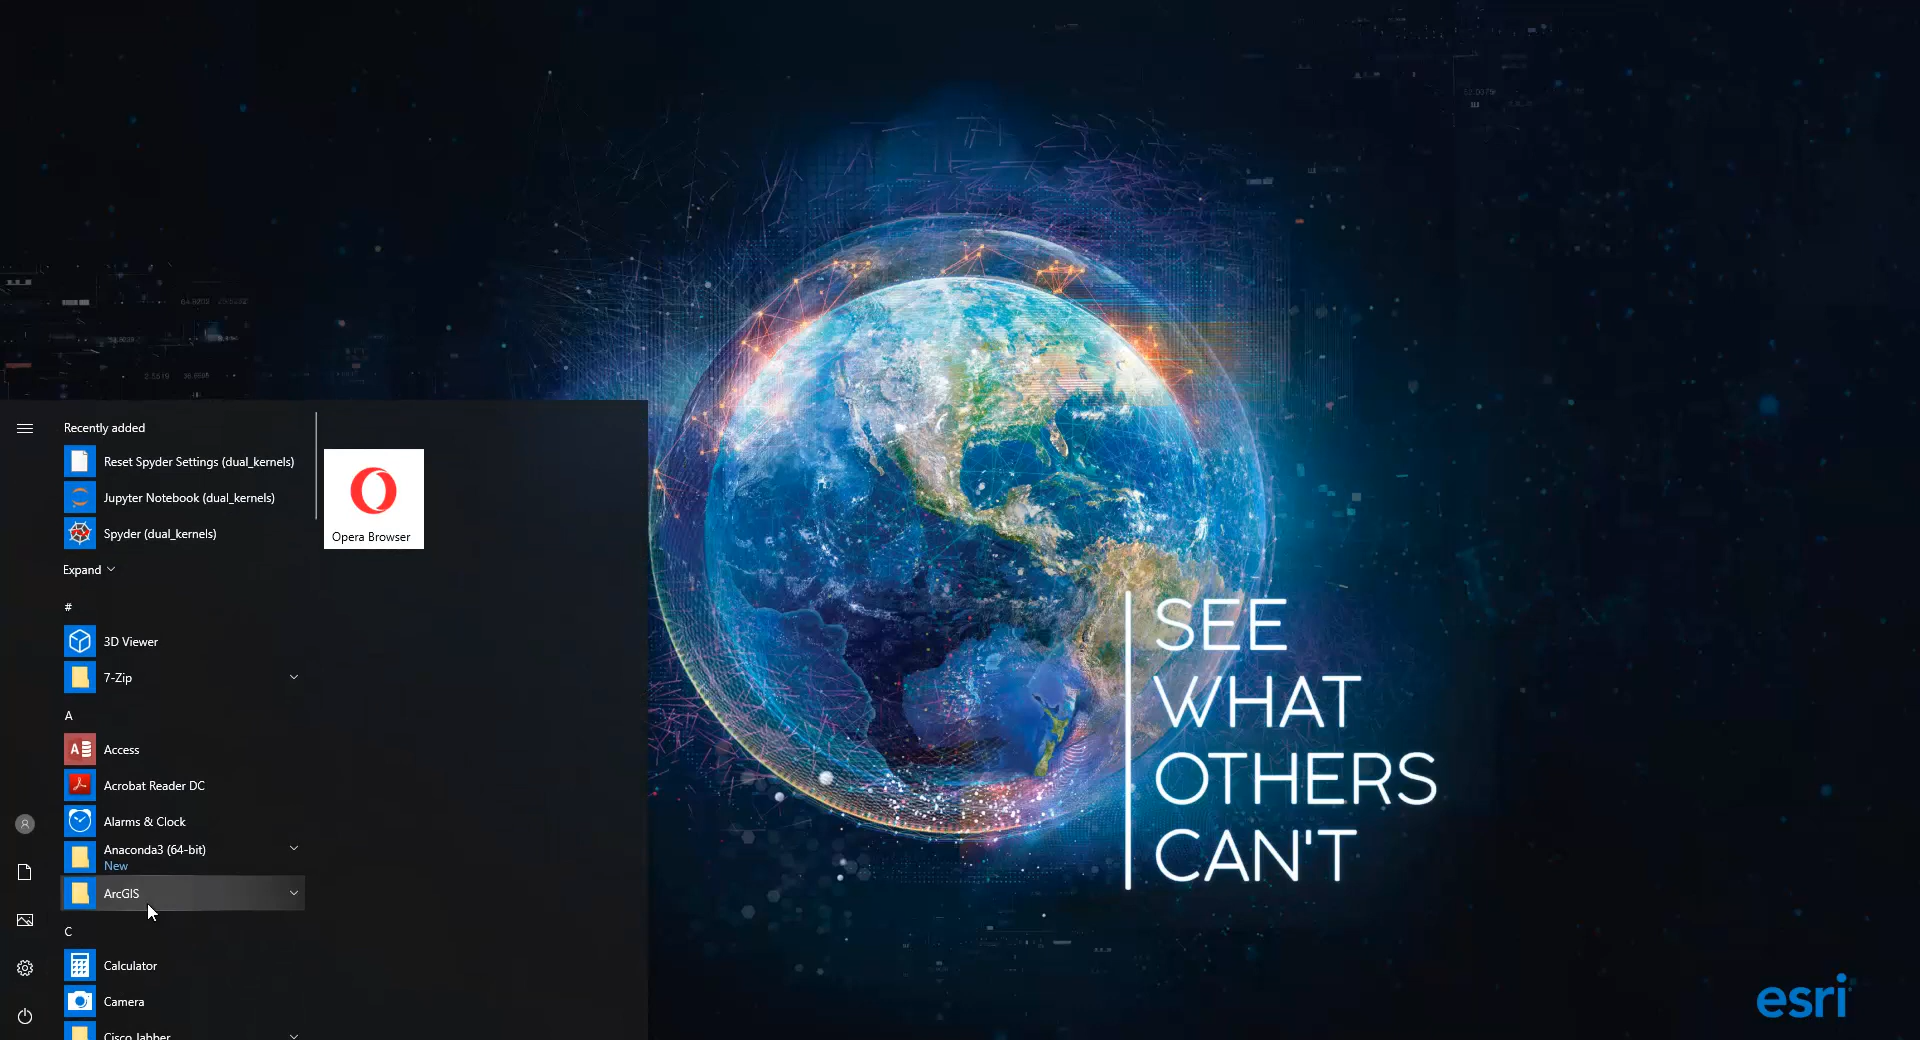 Recently added
Reset Spyder Settings (dual_kernels)
Jupyter Notebook (dual_kernels)
Spyder (dual_kernels)
Expand
#
3D Viewer
7-Zip
A
Access
Acrobat Reader DC
Alarms & Clock
Anaconda3 (64-bit)
New
ArcGIS
C
Calculator
Camera
Cisco Jabber
Opera Browser
SEE
WHAT
OTHERS
CAN'T
esri